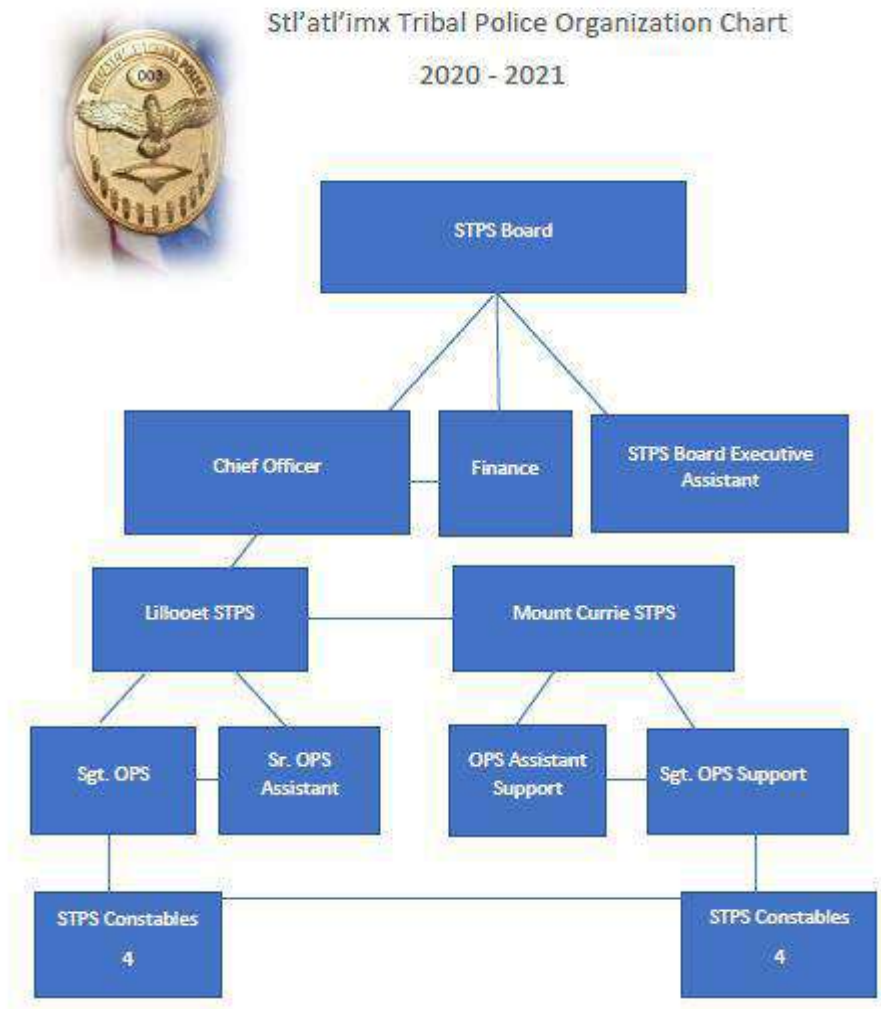 Stl’atl’imx Tribal Police Organization Chart
2020 - 2021
003
STPS Board
Chief Officer
Finance
STPS Board Executive
Assistant
Lillooet STPS
Mount Currie STPS
Sgt. OPS
Sr. OPS
Assistant
OPS Assistant
Support
Sgt. OPS Support
STPS Constables
4
STPS Constables
4